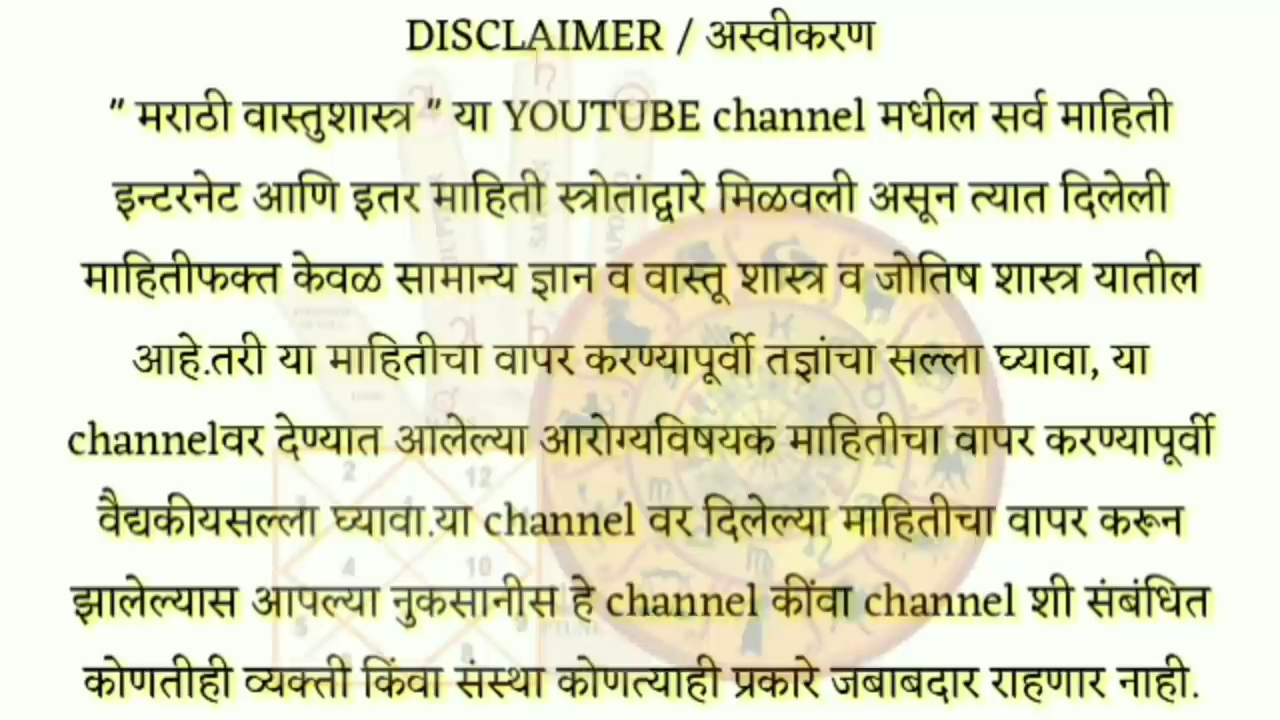 DISCLAIMER / अस्वीकरण
" मराठी वास्तुशास्त्र " या YOUTUBE channel मधील सर्व माहिती
इन्टरनेट आणि इतर माहिती स्त्रोतांद्वारे मिळवली असून त्यात दिलेली
माहितीफक्त केवळ सामान्य ज्ञान व वास्तू शास्त्र व जोतिष शास्त्र यातील
आहे.तरी या माहितीचा वापर करण्यापूर्वी तज्ञांचा सल्ला घ्यावा, या
channelवर देण्यात आलेल्या आरोग्यविषयक माहितीचा वापर करण्यापूर्वी
वैद्यकीयसल्ला घ्यावा.या channel वर दिलेल्या माहितीचा वापर करून
झालेल्यास आपल्या नुकसानीस हे channel कींवा channel शी संबंधित
कोणतीही व्यक्ती किंवा संस्था कोणत्याही प्रकारे जबाबदार राहणार नाही.